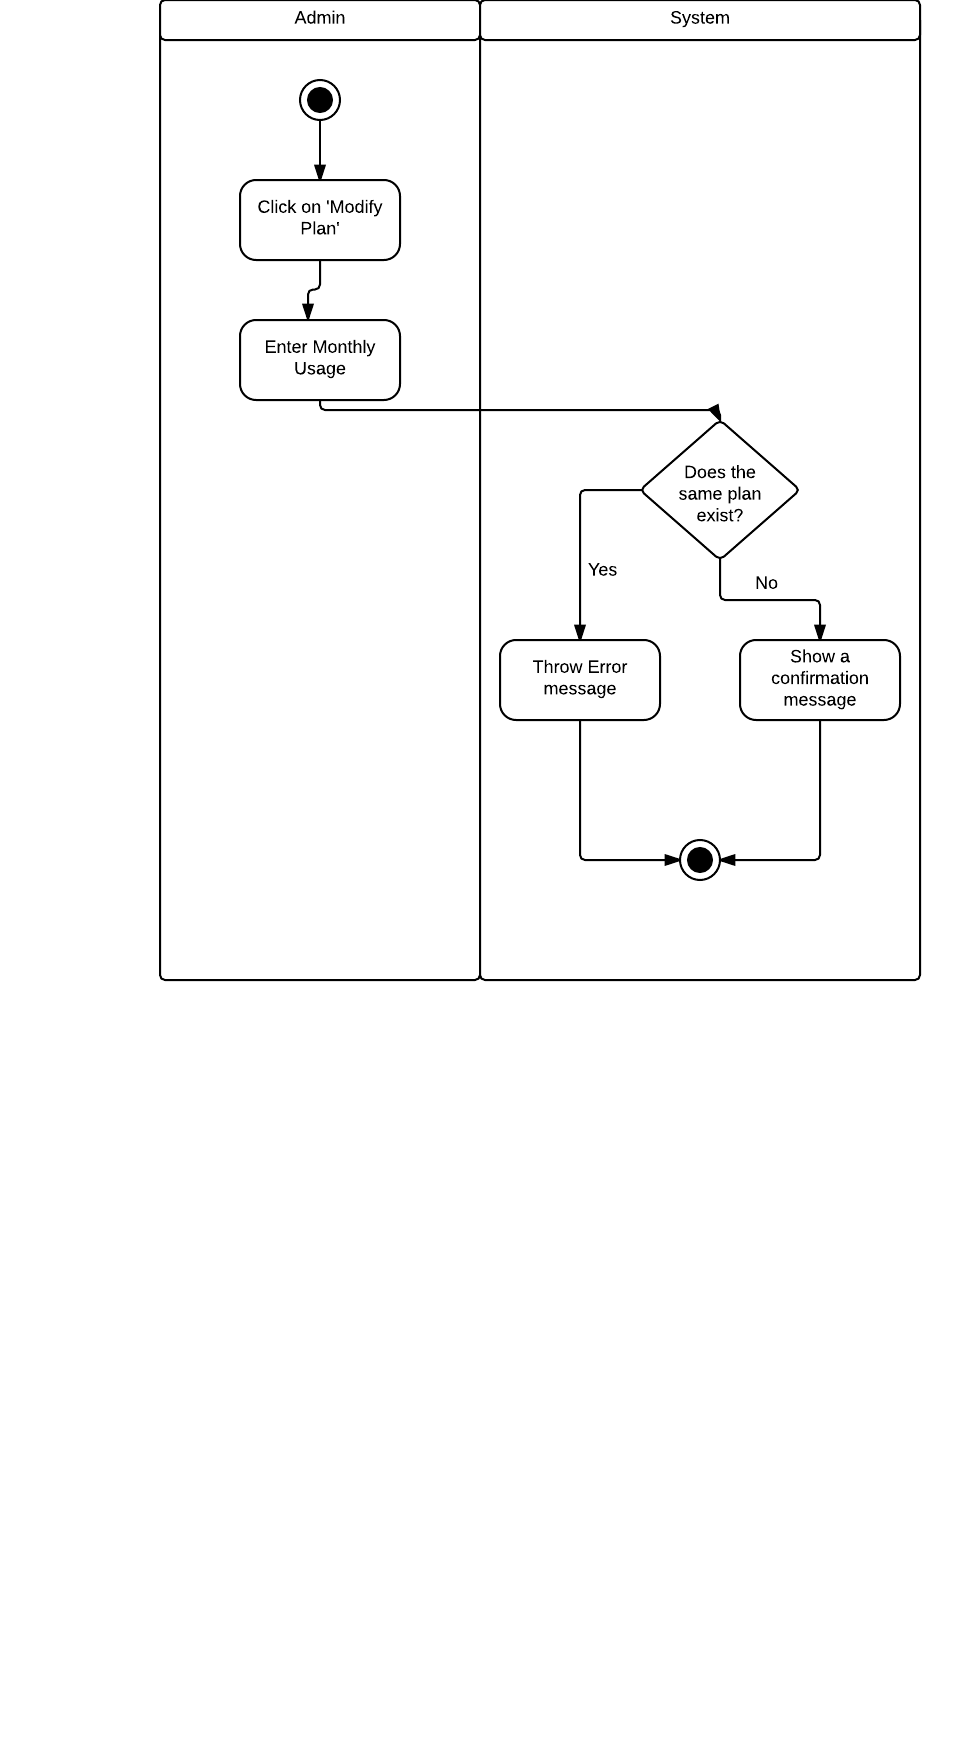 Admin
System
Click on 'Modify
Plan'
Enter Monthly
Usage
Does the
same plan
exist?
Yes
No
Throw Error
message
Show a
confirmation
message